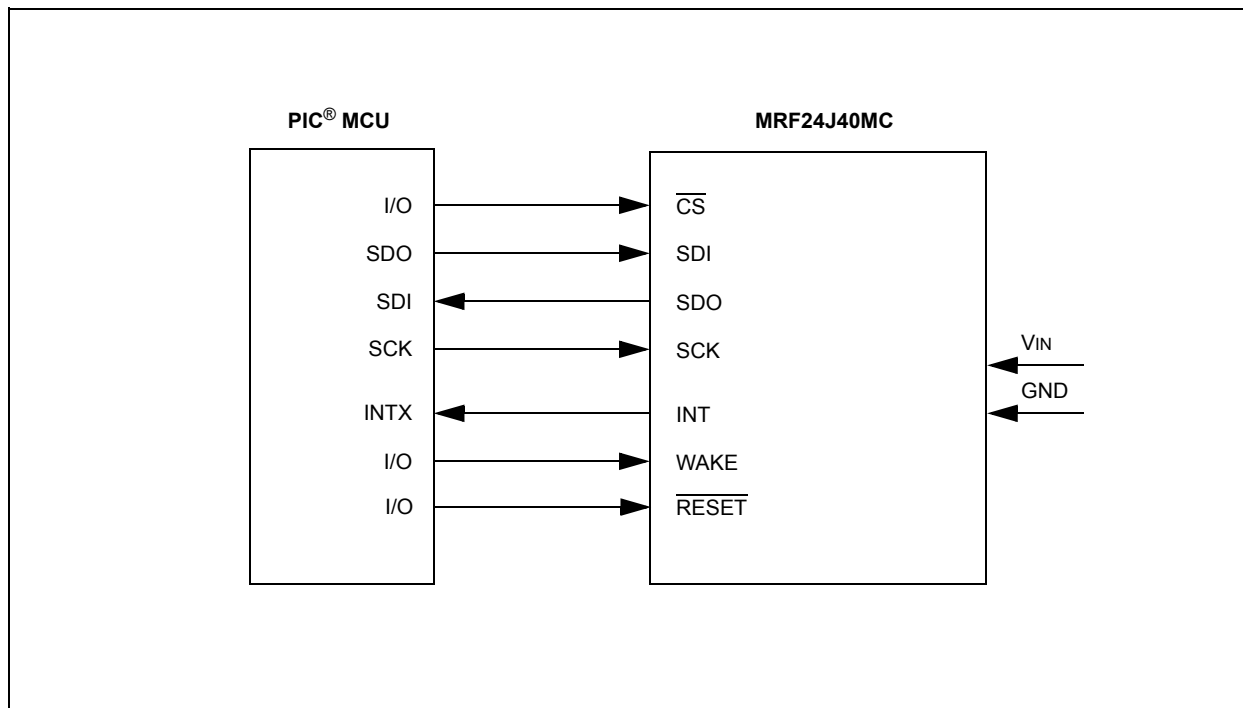 PIC® MCU
MRF24J40MC
I/O
CS
SDO
SDI
SDI
SDO
SCK
SCK
VIN
GND
INTX
INT
I/O
WAKE
I/O
RESET